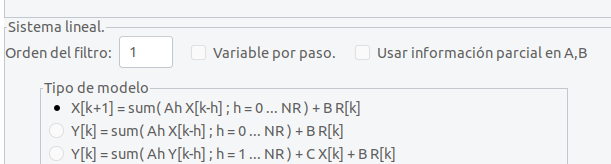 Sistema lineal.
Orden del filtro: 1 Variable por paso. Usar información parcial en A,B
Tipo de modelo
X[k+1] = sum( Ah X[k-h] ; h = 0 ... NR ) + B R[k]
Y[k] = sum( Ah X[k-h] ; h = 0 ... NR ) + B R[k]
Y[k] = sum( Ah Y[k-h] ; h = 1 ... NR ) + C X[k] + B R[k]